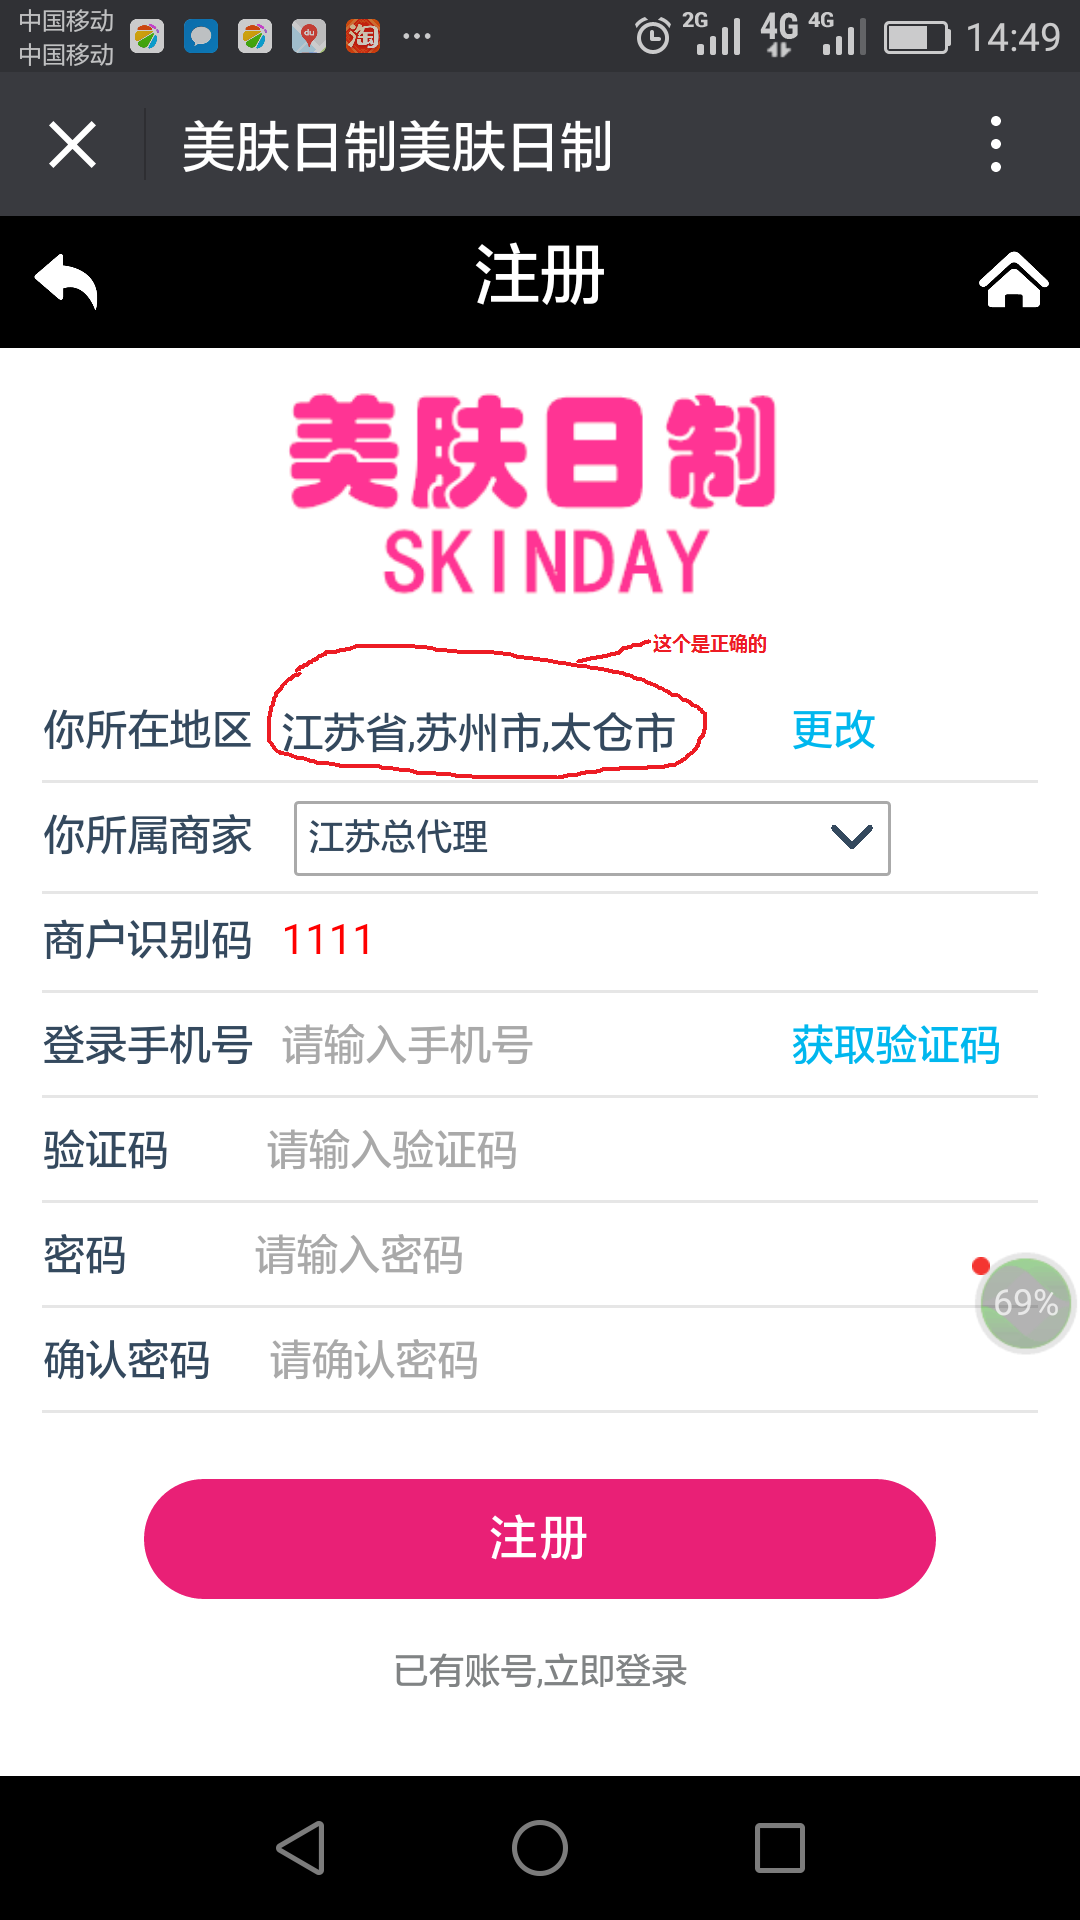 中国移动
中国移动
淘
du
2G
4G
4G
14:49
美肤日制美肤日制
注册
美肤日制
SKINDAY
这个是正确的
你所在地区 江苏省,苏州市,太仓市 更改
你所属商家 江苏总代理
商户识别码 1111
登录手机号 请输入手机号 获取验证码
验证码 请输入验证码
密码 请输入密码
69%
确认密码 请确认密码
注册
已有账号,立即登录